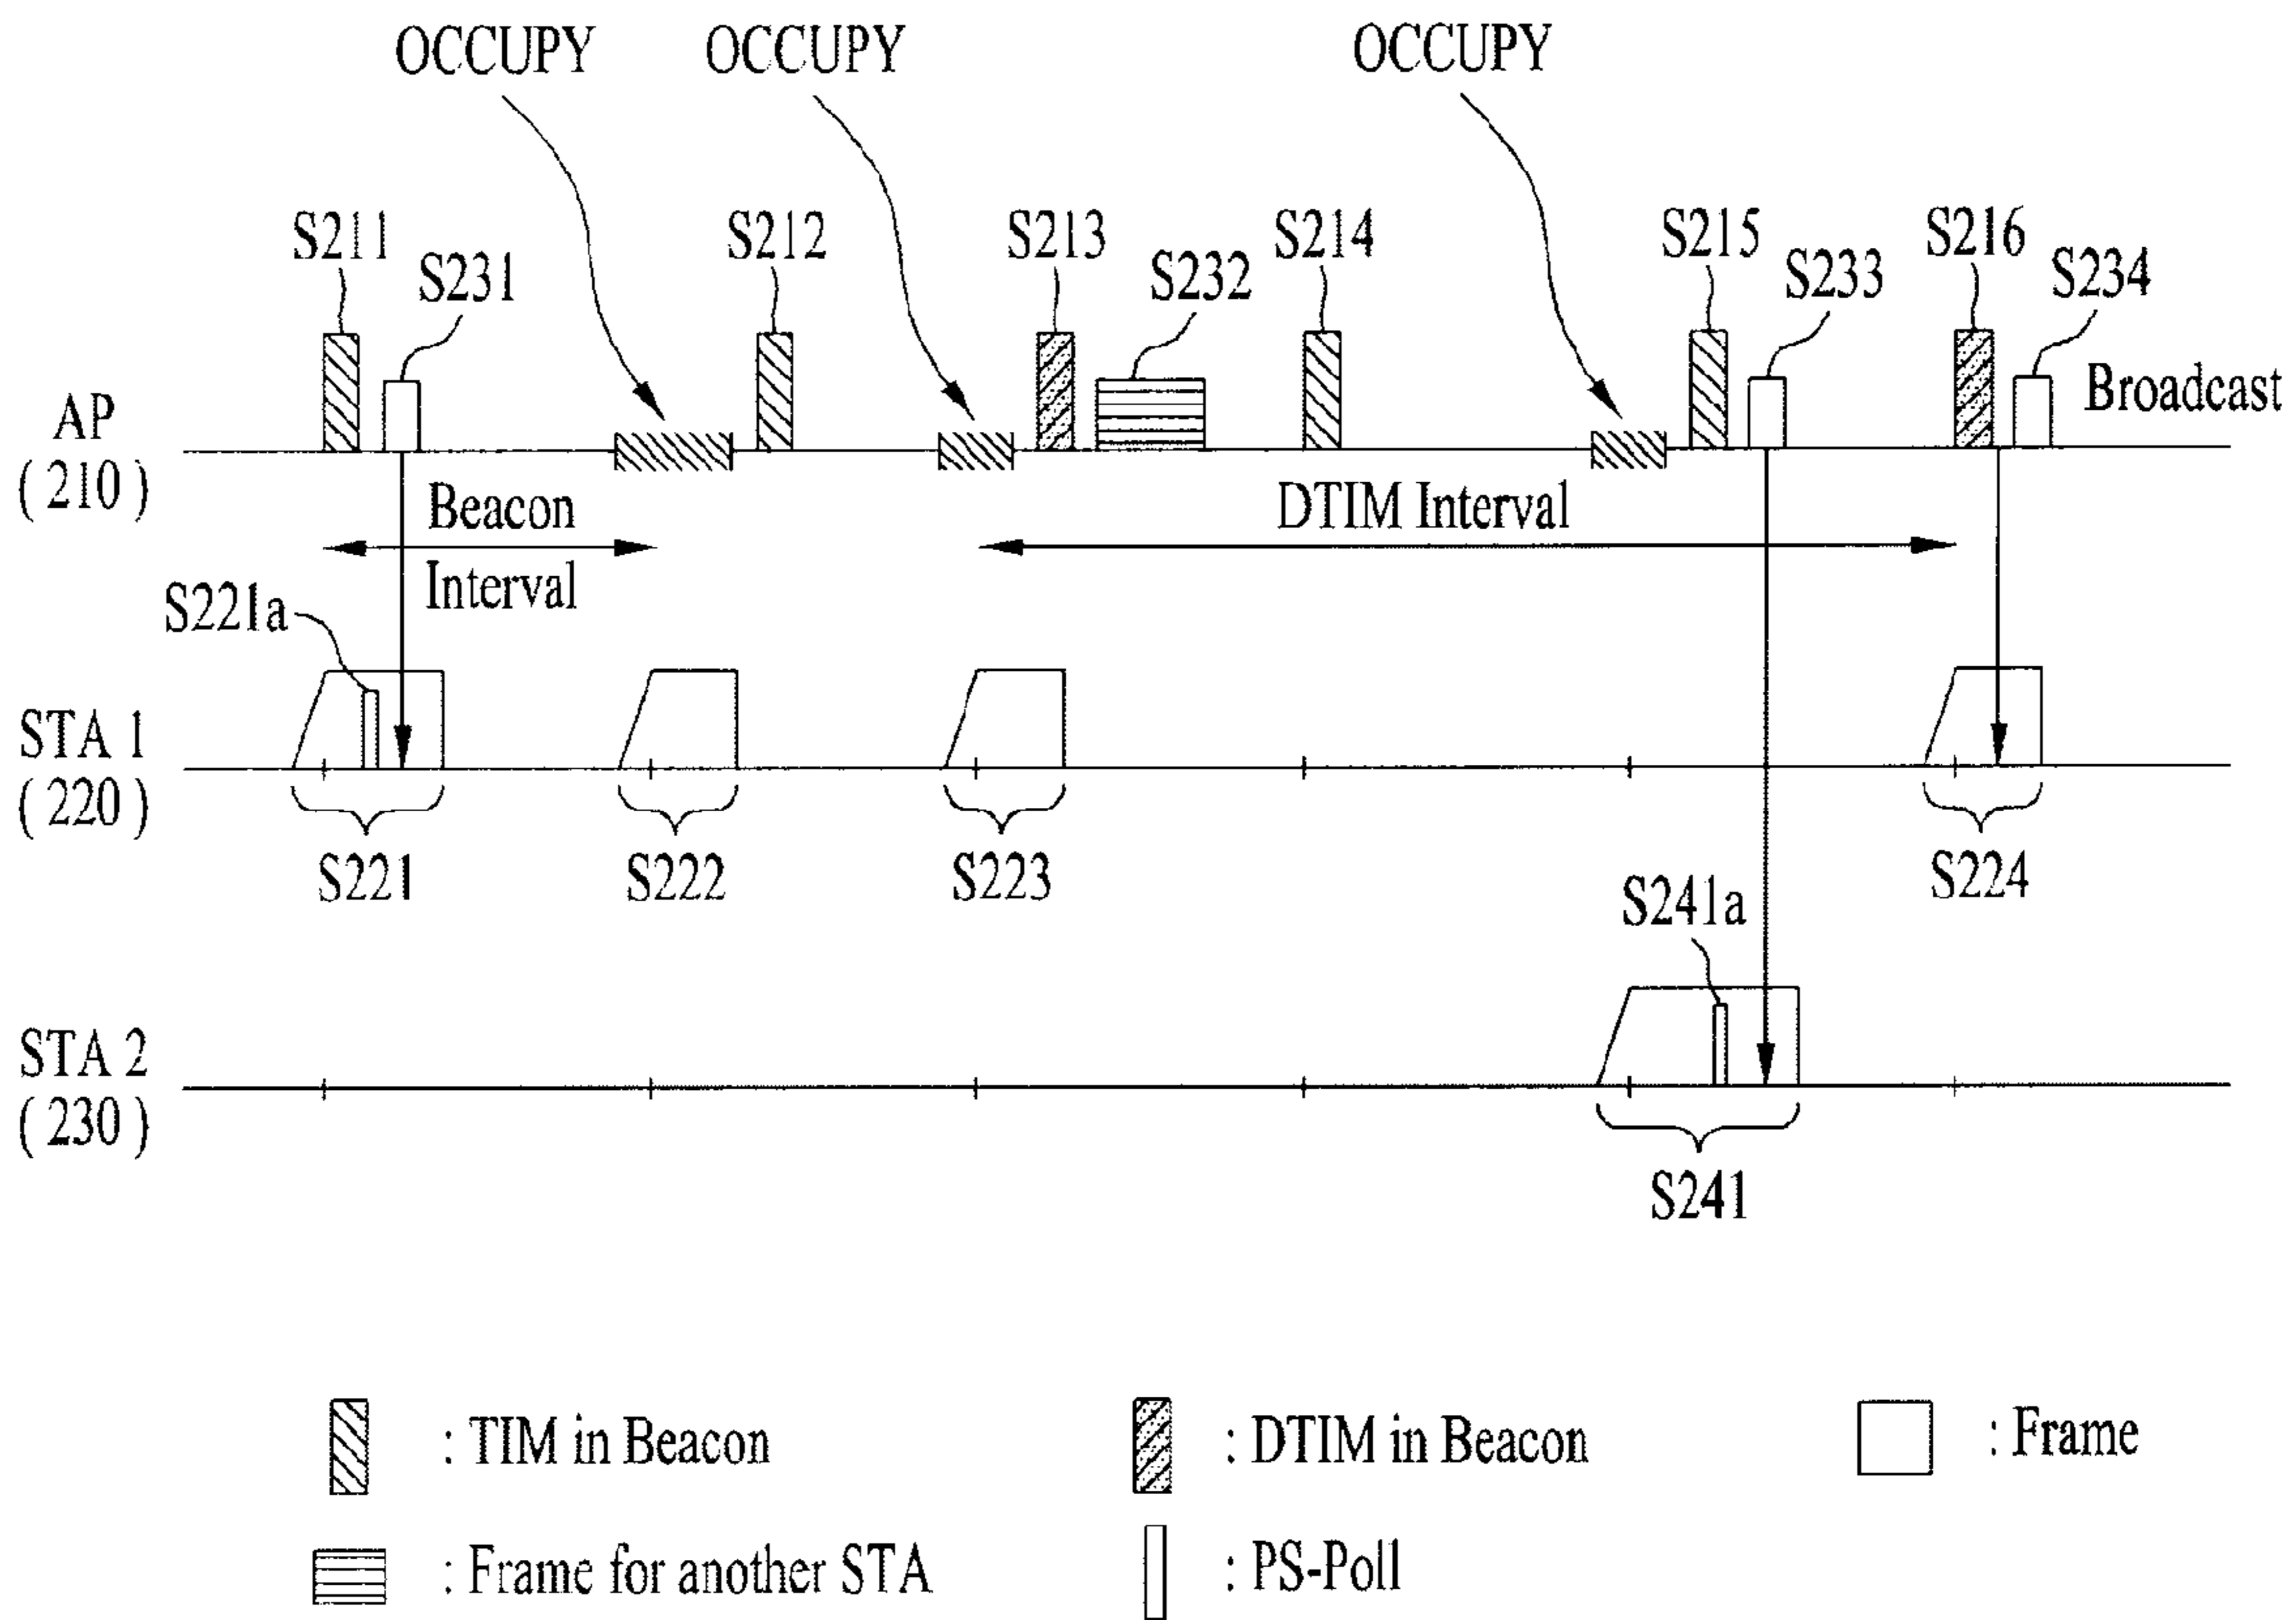 OCCUPY OCCUPY OCCUPY
S211 S212 S213 S214 S215 S216
S231 S232 S233 S234
Broadcast
AP
( 210 )
Beacon
Interval
DTIM Interval
S221a
STA 1
( 220 )
S221 S222 S223 S224
S241a
STA 2
( 230 )
S241
: TIM in Beacon
: DTIM in Beacon
: Frame
: Frame for another STA
: PS-Poll